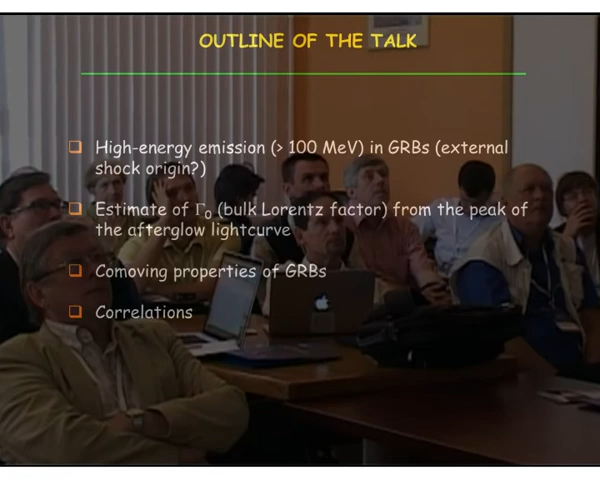 OUTLINE OF THE TALK
❑ High-energy emission (> 100 MeV) in GRBs (external
shock origin?)
❑ Estimate of Γ₀ (bulk Lorentz factor) from the peak of
the afterglow lightcurve
❑ Comoving properties of GRBs
❑ Correlations